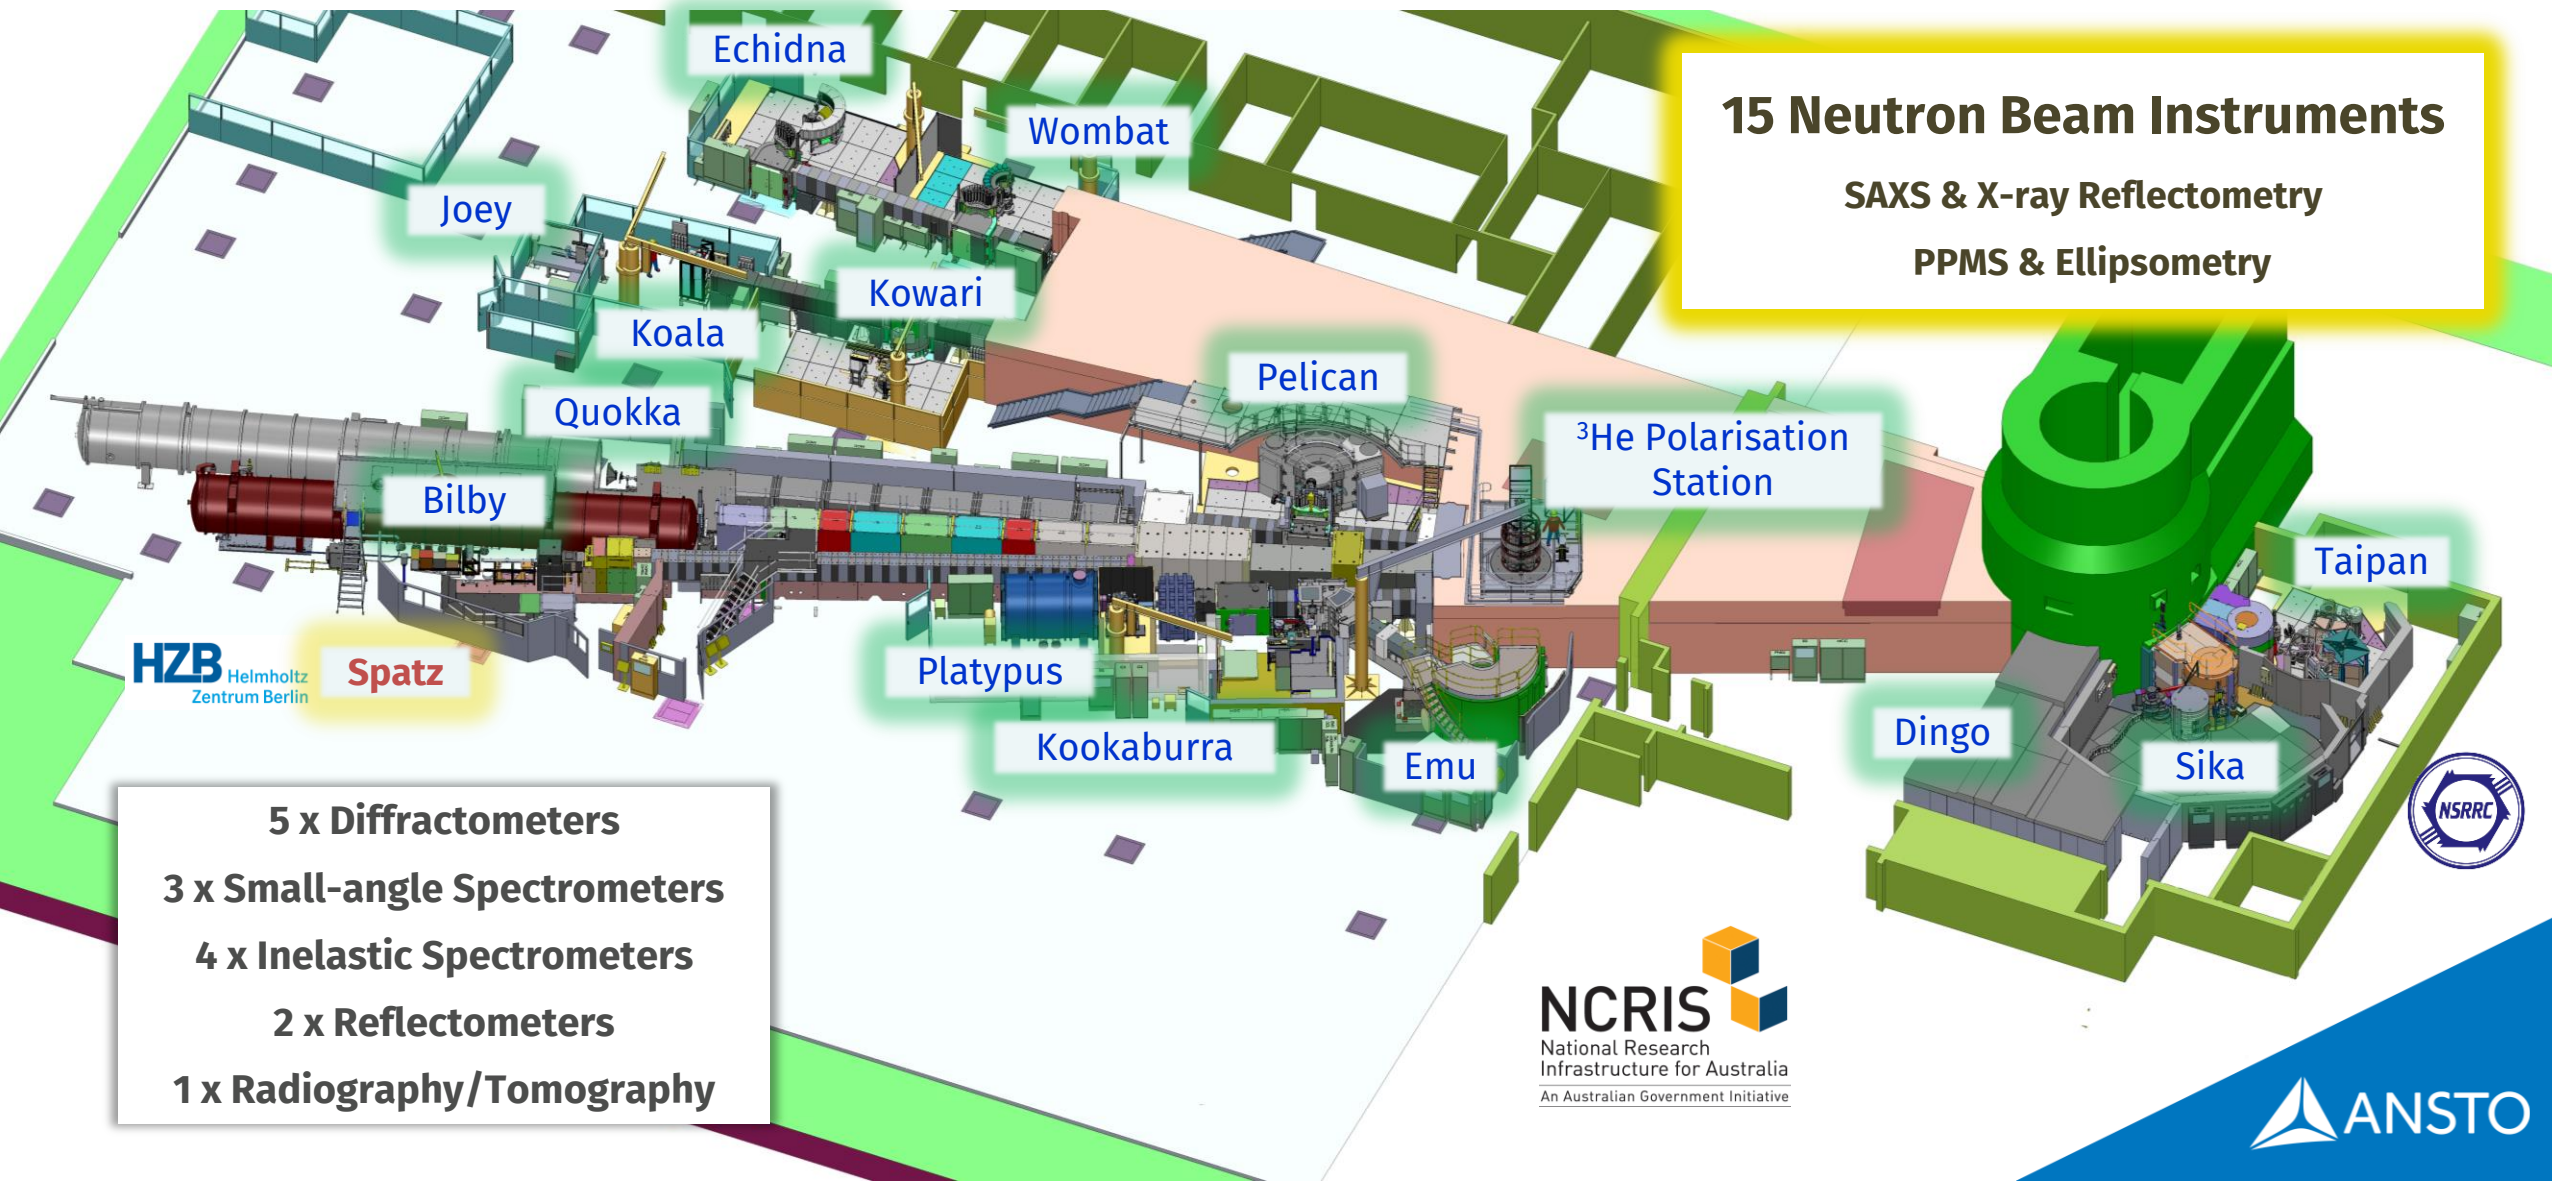 Echidna
Wombat
15 Neutron Beam Instruments
SAXS & X-ray Reflectometry
PPMS & Ellipsometry
Joey
Kowari
Koala
Pelican
Quokka
³He Polarisation
Station
Bilby
Taipan
HZB Helmholtz
Zentrum Berlin
Spatz
Platypus
Kookaburra
Emu
Dingo
Sika
NSRRC
5 x Diffractometers
3 x Small-angle Spectrometers
4 x Inelastic Spectrometers
2 x Reflectometers
1 x Radiography/Tomography
NCRIS
National Research
Infrastructure for Australia
An Australian Government Initiative
ANSTO